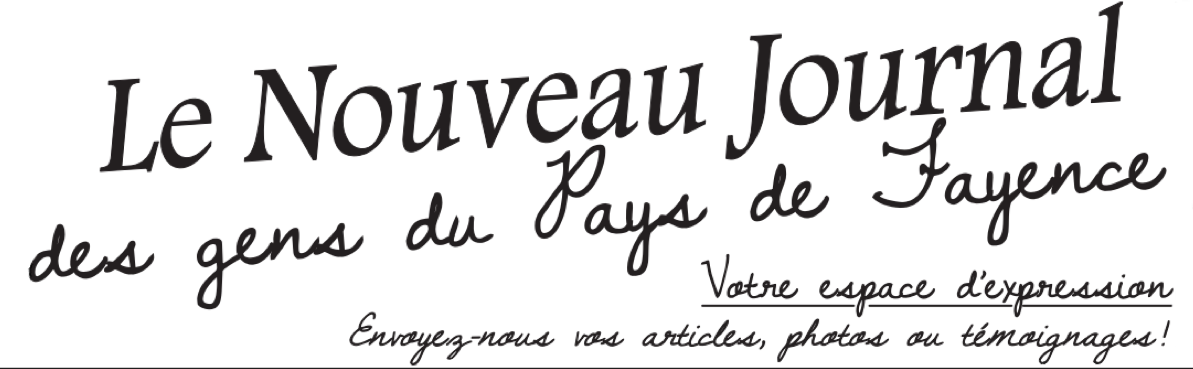 Le Nouveau Journal
des gens du Pays de Fayence
Votre espace d'expression
Envoyez-nous vos articles, photos ou témoignages!